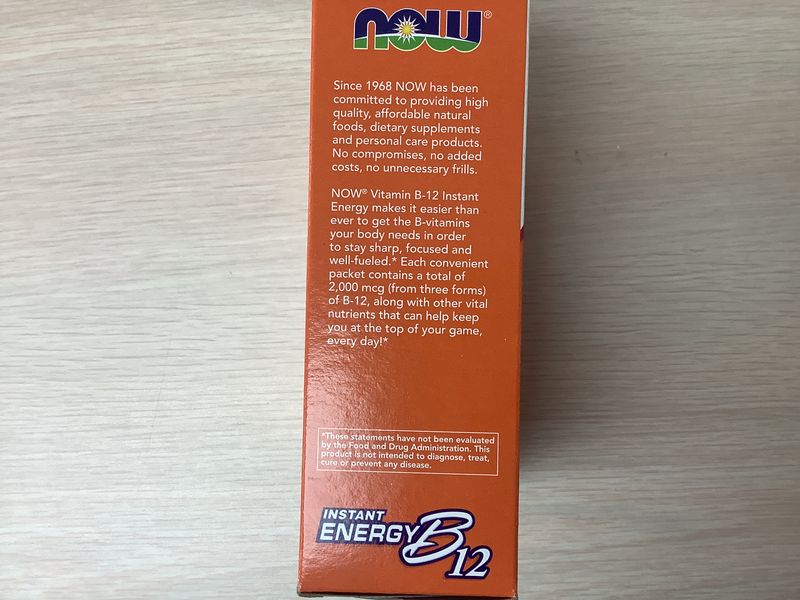 NOW®
Since 1968 NOW has been
committed to providing high
quality, affordable natural
foods, dietary supplements
and personal care products.
No compromises, no added
costs, no unnecessary frills.
NOW® Vitamin B-12 Instant
Energy makes it easier than
ever to get the B-vitamins
your body needs in order
to stay sharp, focused and
well-fueled.* Each convenient
packet contains a total of
2,000 mcg (from three forms)
of B-12, along with other vital
nutrients that can help keep
you at the top of your game,
every day!*
*These statements have not been evaluated
by the Food and Drug Administration. This
product is not intended to diagnose, treat,
cure or prevent any disease.
INSTANT
ENERGY B12